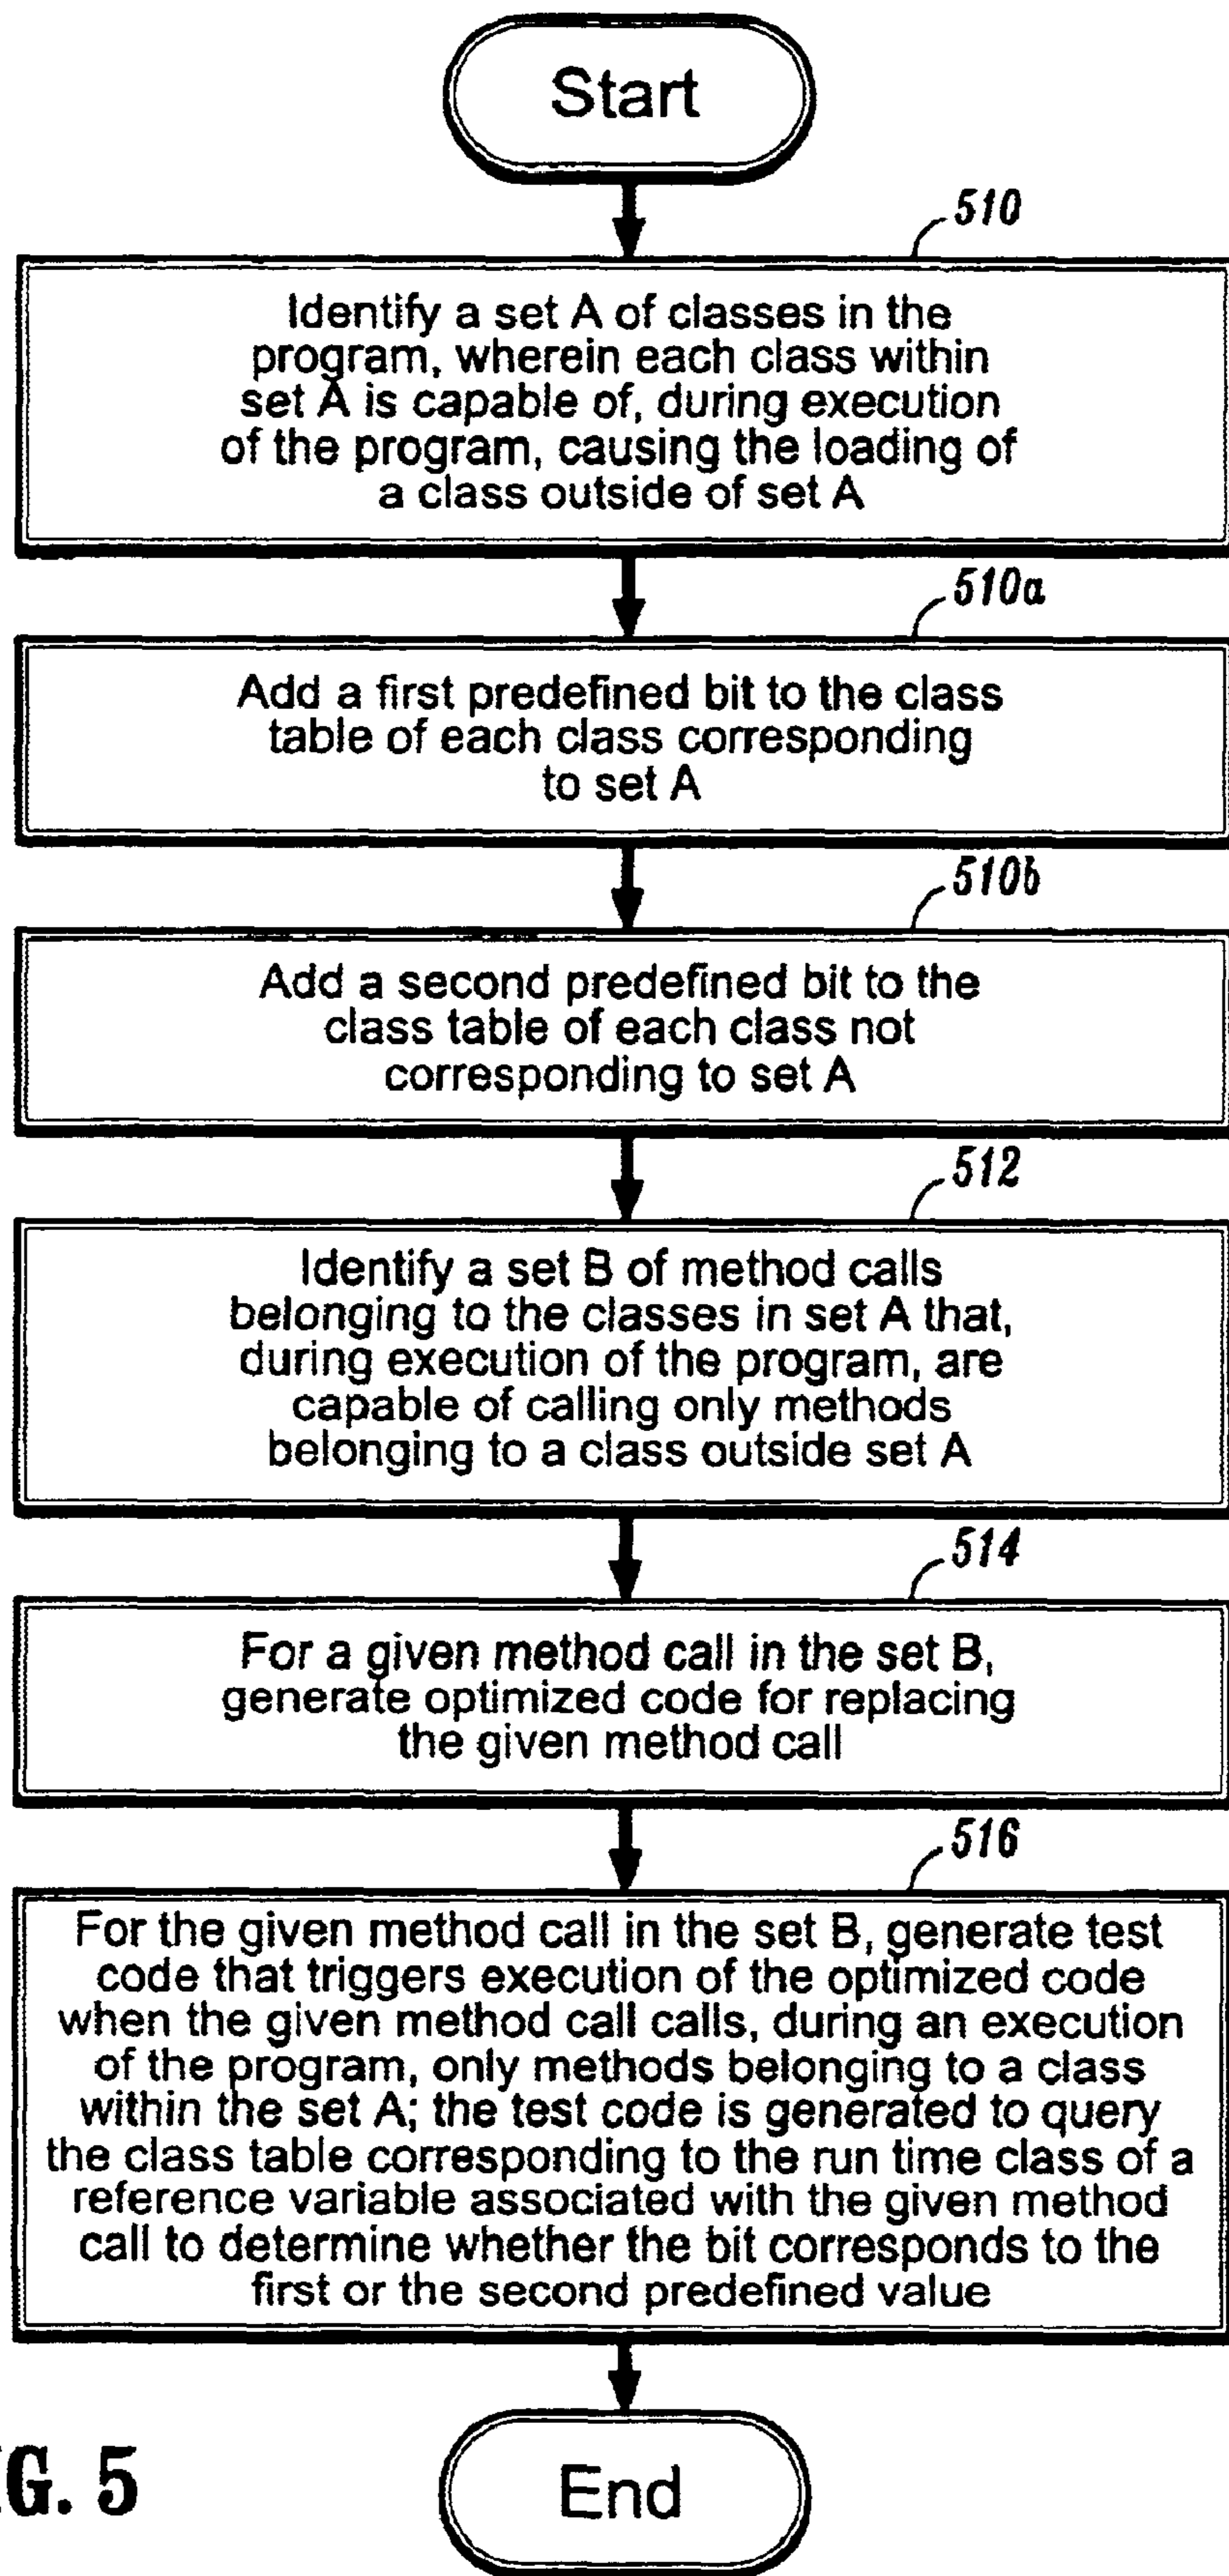 Start
510
Identify a set A of classes in the
program, wherein each class within
set A is capable of, during execution
of the program, causing the loading of
a class outside of set A
510a
Add a first predefined bit to the class
table of each class corresponding
to set A
510b
Add a second predefined bit to the
class table of each class not
corresponding to set A
512
Identify a set B of method calls
belonging to the classes in set A that,
during execution of the program, are
capable of calling only methods
belonging to a class outside set A
514
For a given method call in the set B,
generate optimized code for replacing
the given method call
516
For the given method call in the set B, generate test
code that triggers execution of the optimized code
when the given method call calls, during an execution
of the program, only methods belonging to a class
within the set A; the test code is generated to query
the class table corresponding to the run time class of a
reference variable associated with the given method
call to determine whether the bit corresponds to the
first or the second predefined value
End
G. 5